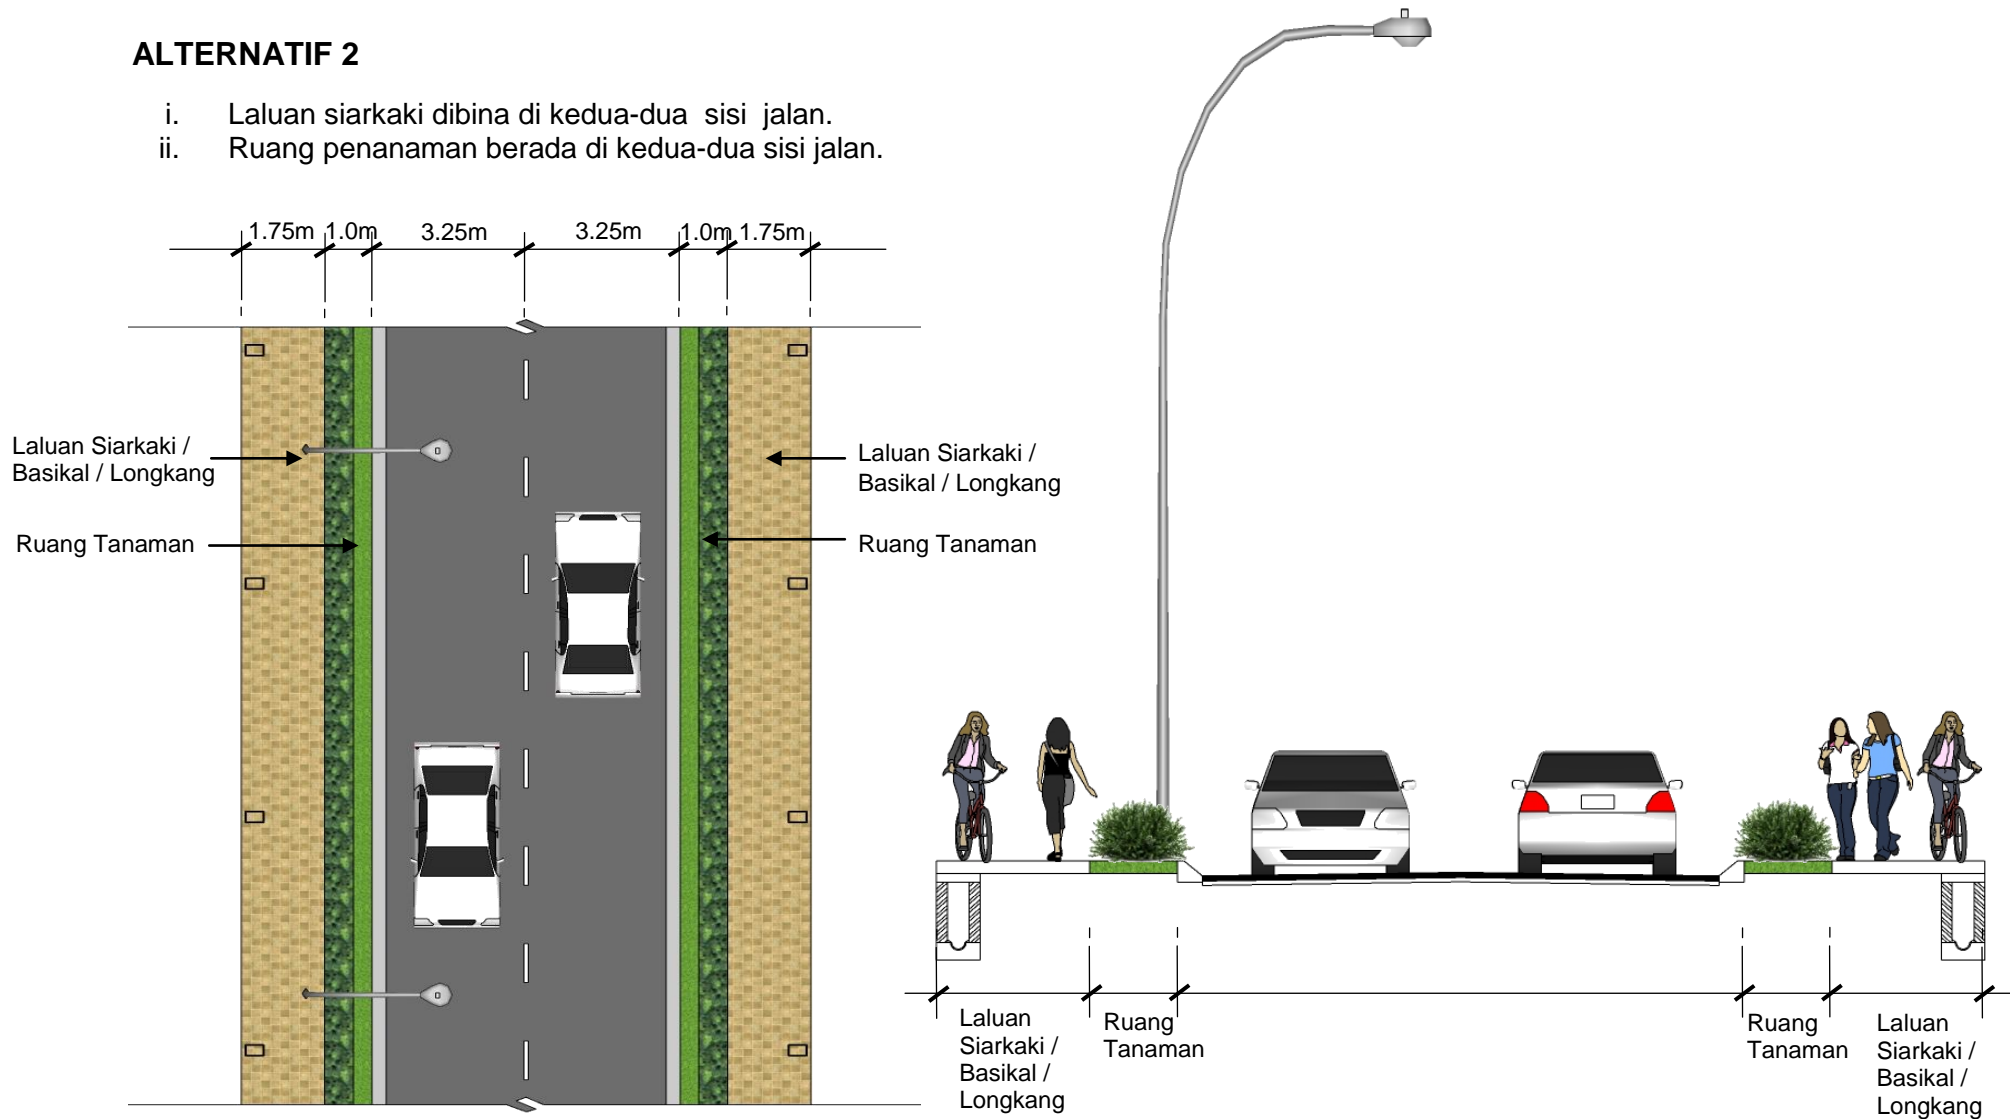 ALTERNATIF 2
i. Laluan siarkaki dibina di kedua-dua sisi jalan.
ii. Ruang penanaman berada di kedua-dua sisi jalan.
1.75m 1.0m 3.25m 3.25m 1.0m 1.75m
Laluan Siarkaki /
Basikal / Longkang
Ruang Tanaman
Laluan Siarkaki /
Basikal / Longkang
Ruang Tanaman
Laluan
Siarkaki /
Basikal /
Longkang
Ruang
Tanaman
Ruang
Tanaman
Laluan
Siarkaki /
Basikal /
Longkang